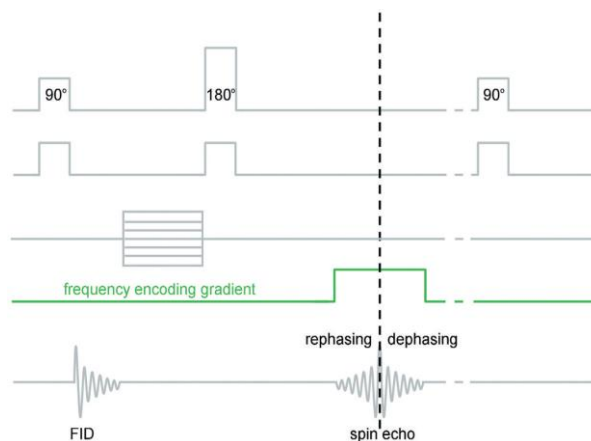 90° 180° 90°
frequency encoding gradient
rephasing dephasing
FID spin echo